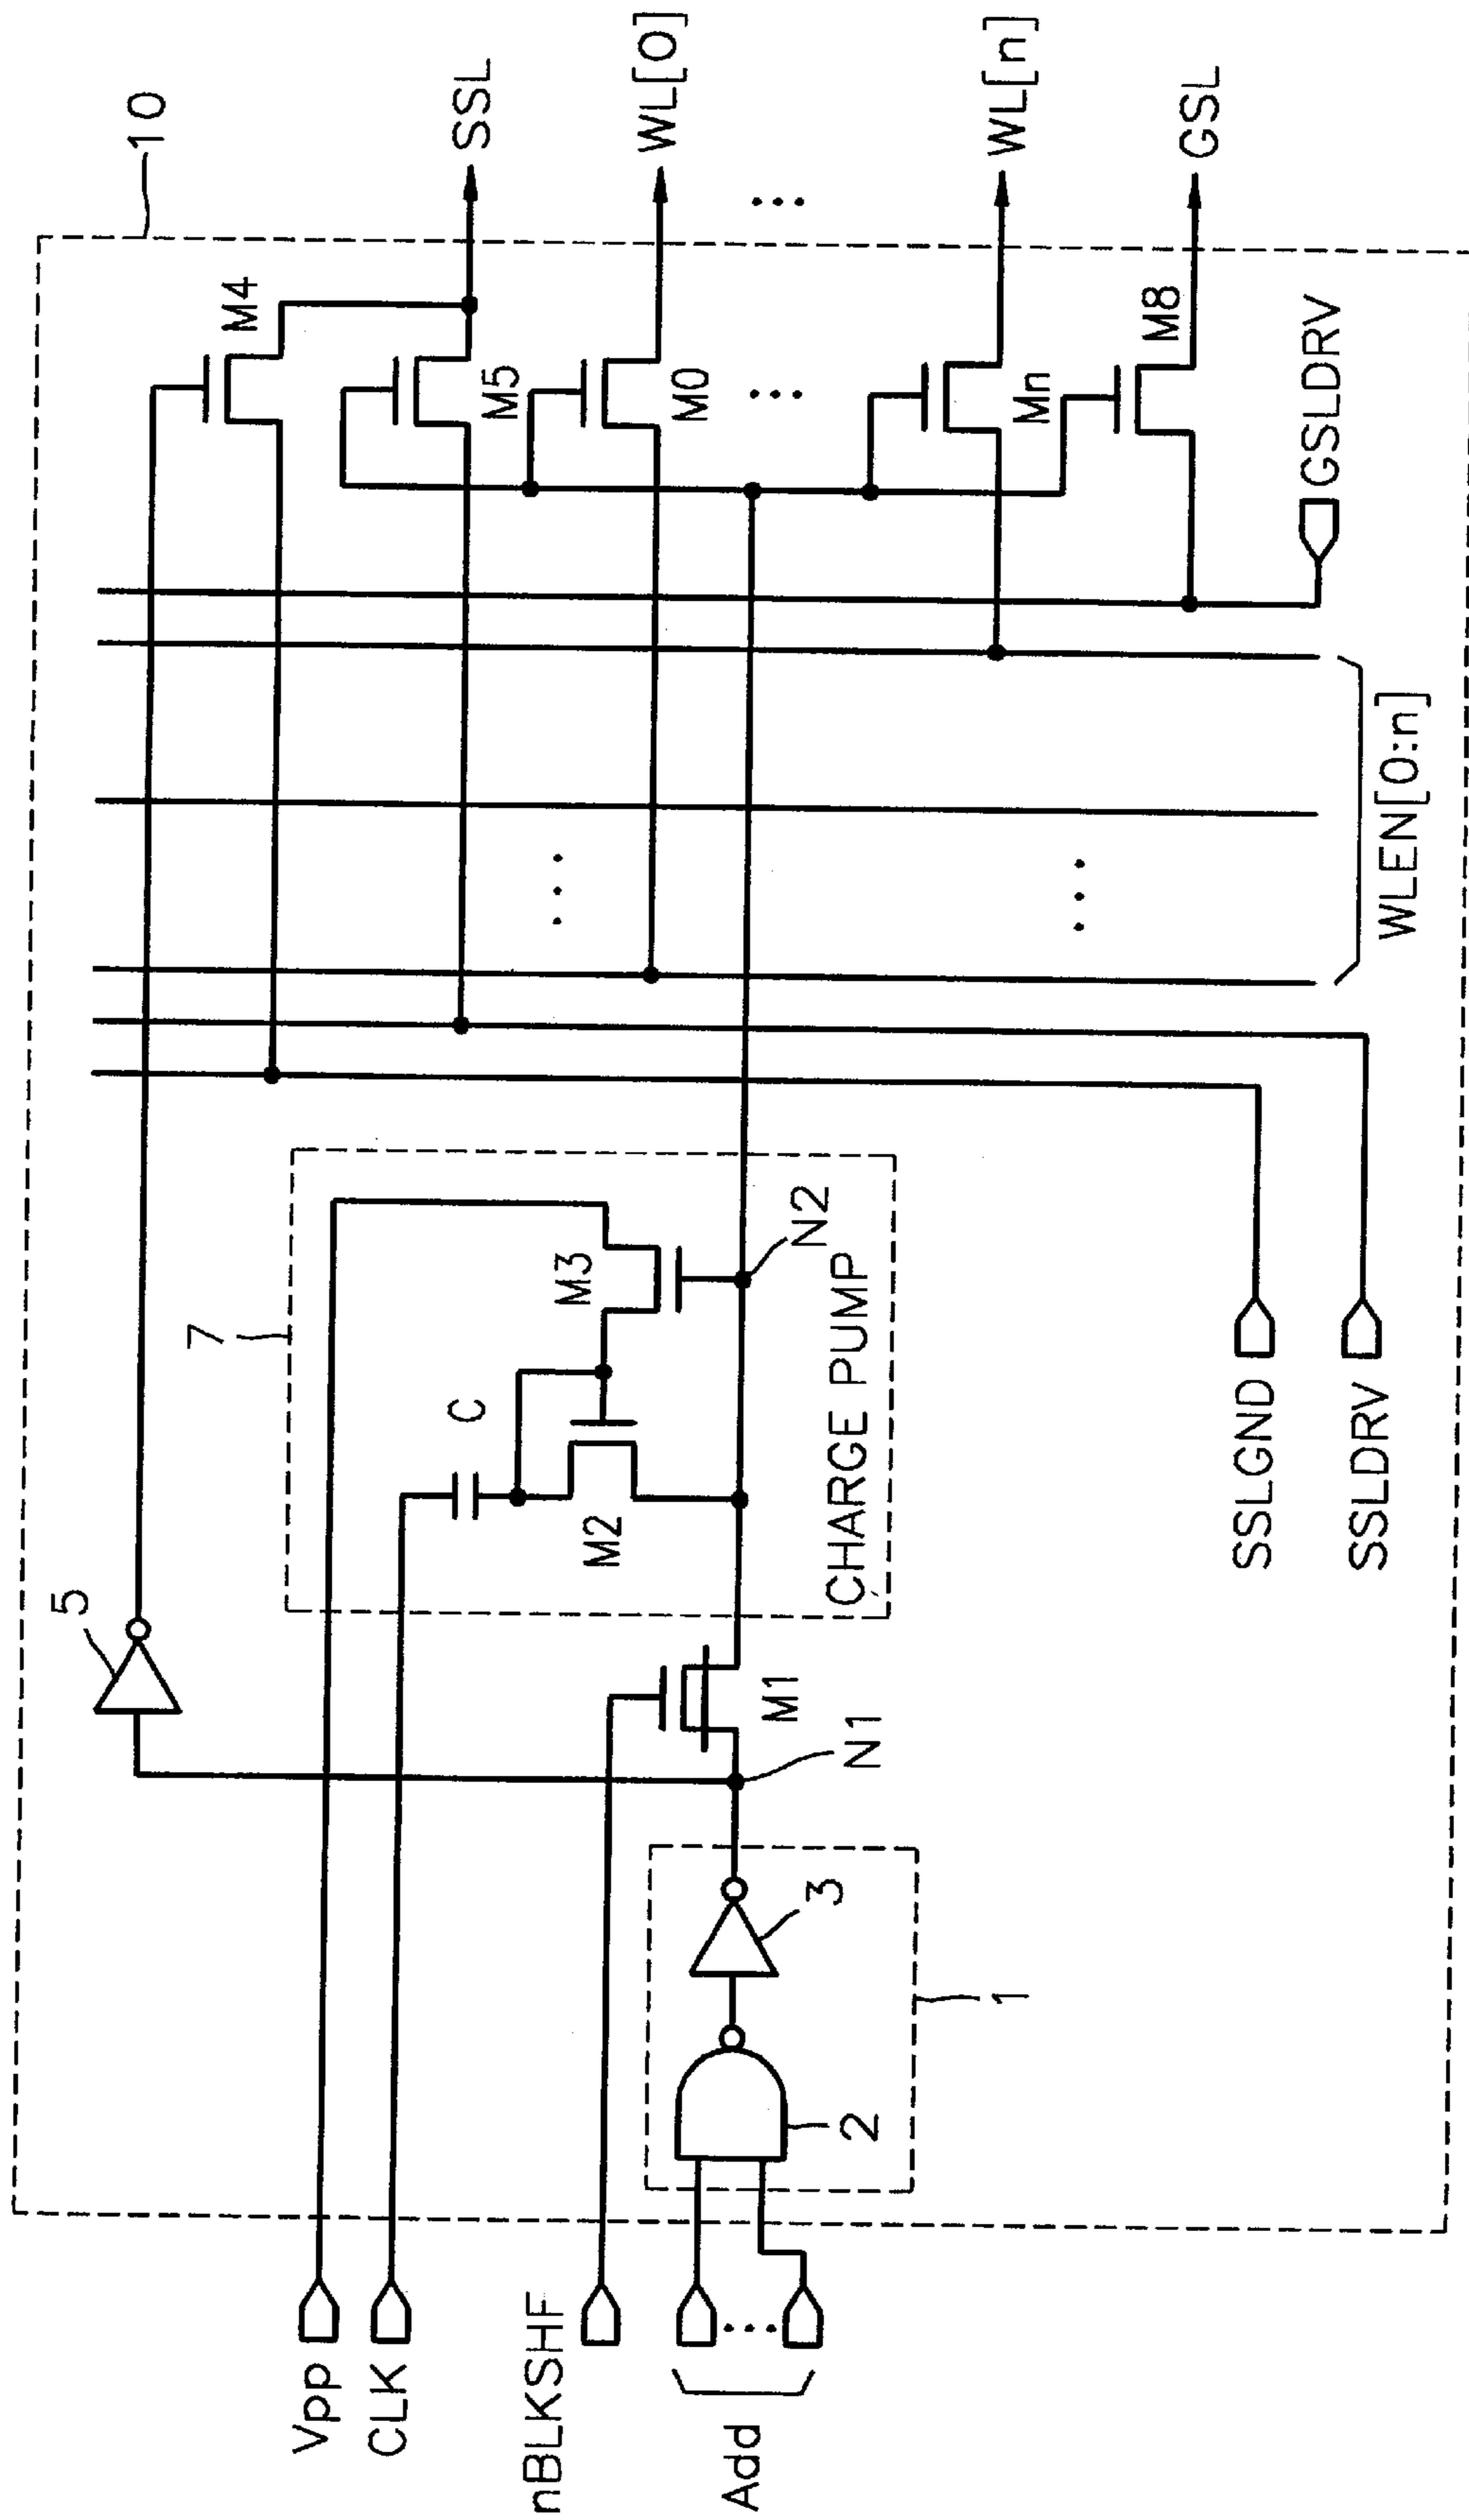 10
Vpp
CLK
nBLKSHF
Add
1
2
3
5
7
N1
M1
C
M2
M3
N2
CHARGE PUMP
SSLGND
SSLDRV
WLEN[0:n]
GSLDRV
M4
M5
M0
Mn
M8
SSL
WL[0]
WL[n]
GSL